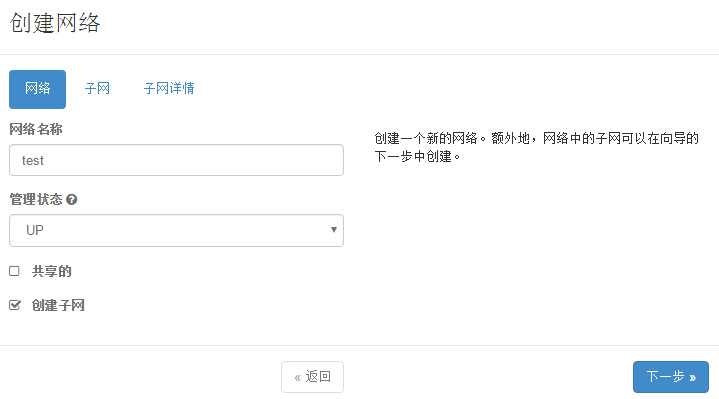 创建网络
网络
子网
子网详情
网络名称
test
管理状态
UP
共享的
创建子网
创建一个新的网络。额外地，网络中的子网可以在向导的
下一步中创建。
« 返回
下一步 »